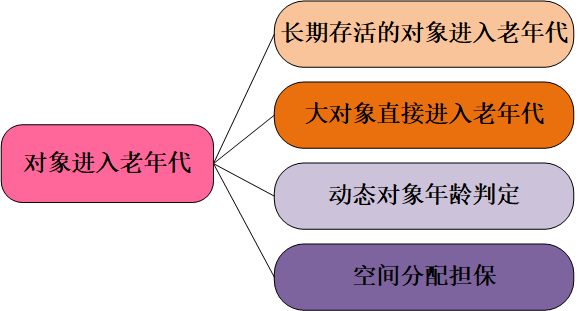 长期存活的对象进入老年代
大对象直接进入老年代
对象进入老年代
动态对象年龄判定
空间分配担保